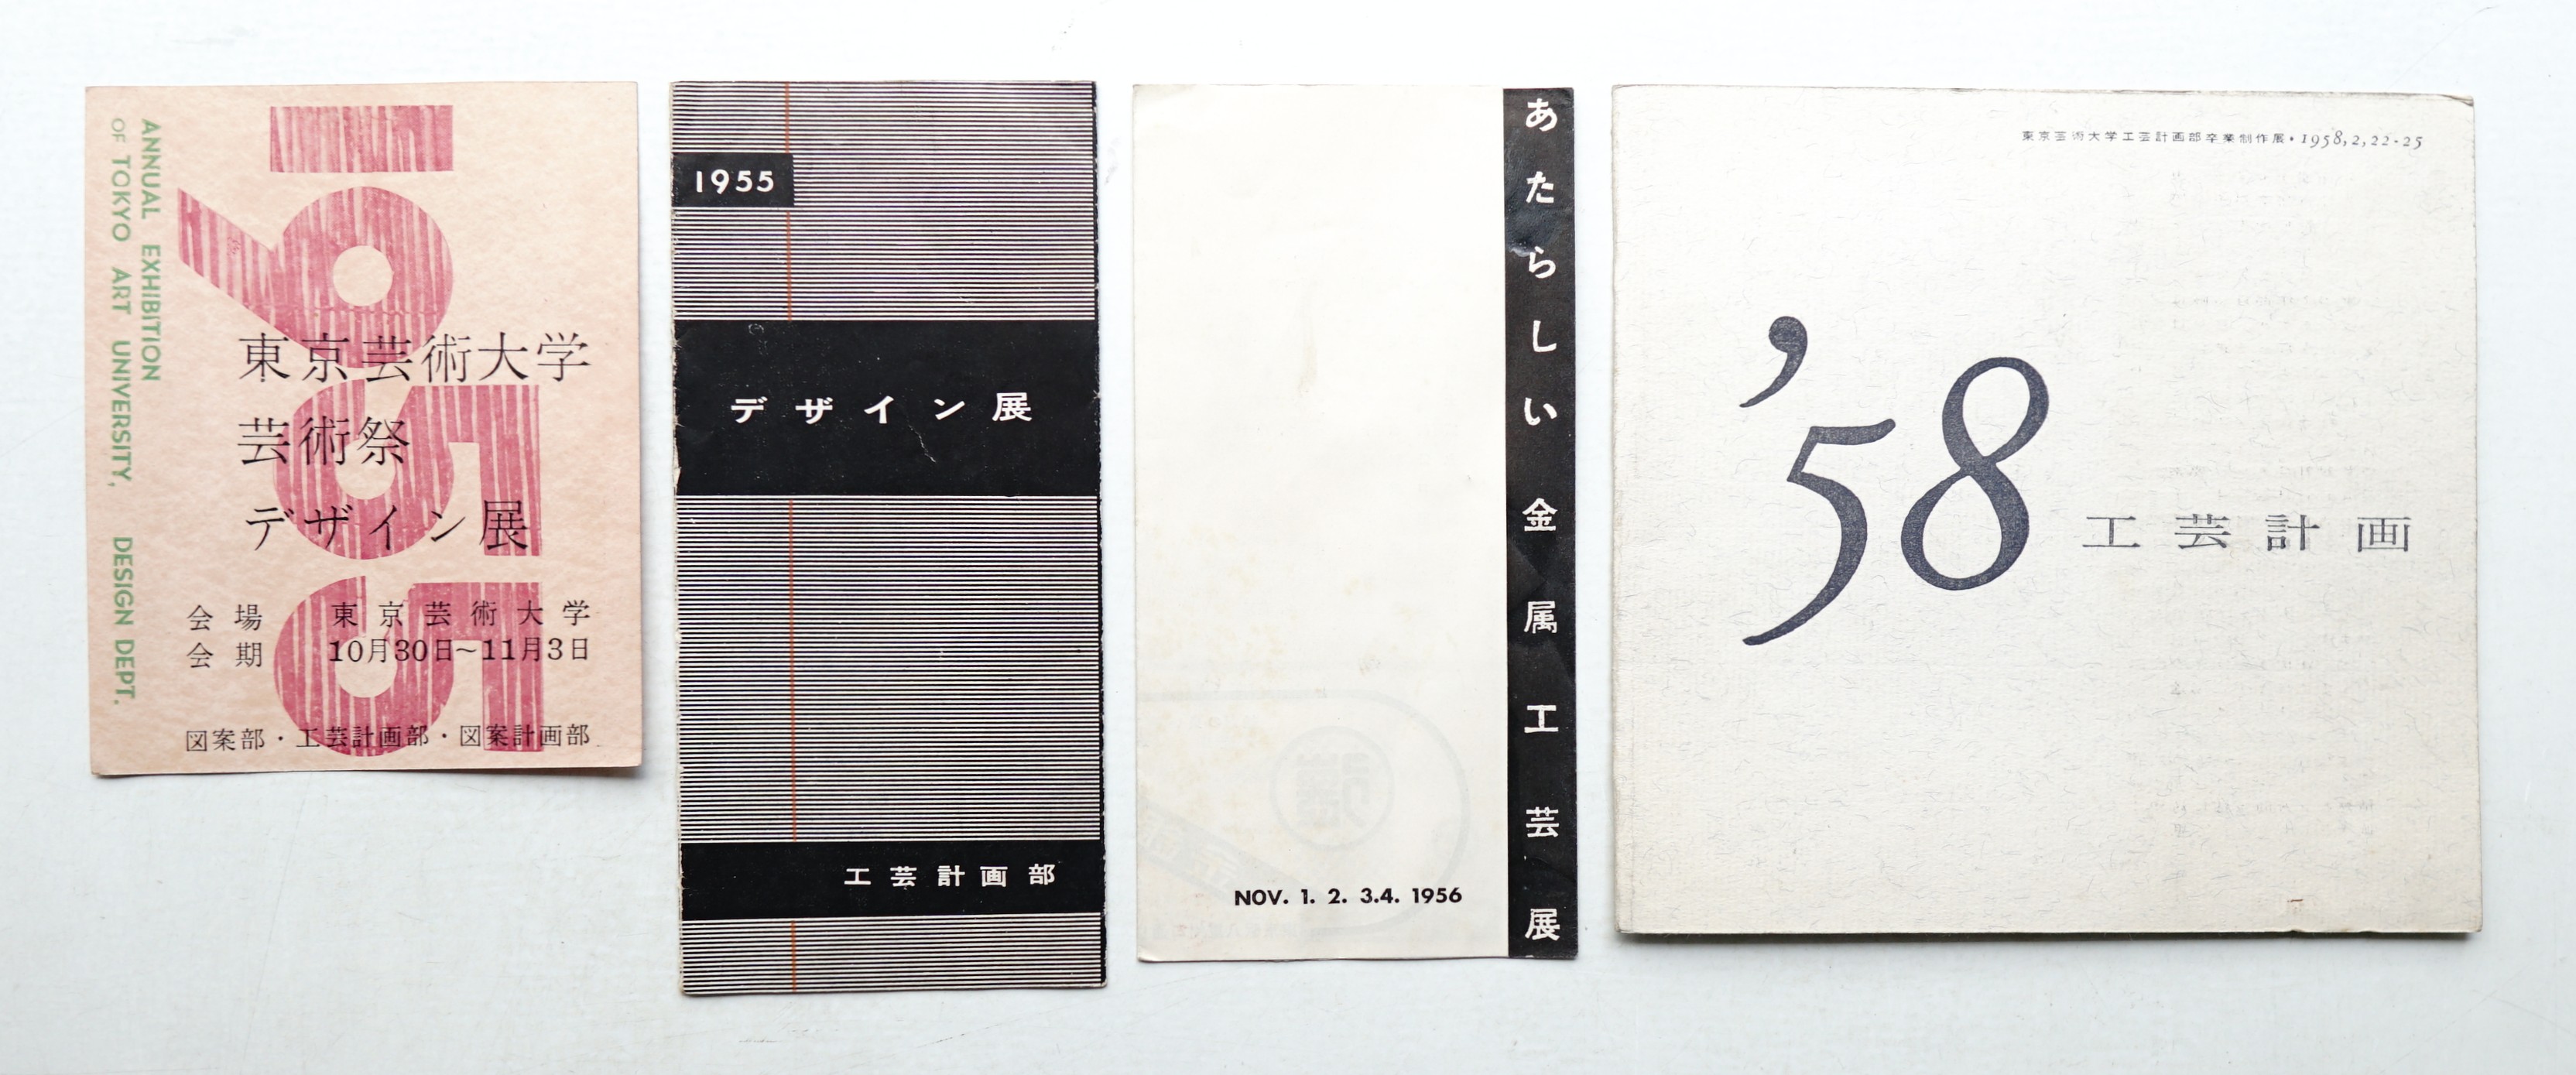 1955
ANNUAL EXHIBITION
OF TOKYO ART UNIVERSITY, DESIGN DEPT.
東京芸術大学
芸術祭
デザイン展
会場 東京芸術大学
会期 10月30日~11月3日
図案部・工芸計画部・図案計画部
1955
デザイン展
工芸計画部
あたらしい金属工芸展
NOV. 1. 2. 3.4. 1956
東京芸術大学工芸計画部卒業制作展・1958,2,22-25
’58 工芸計画